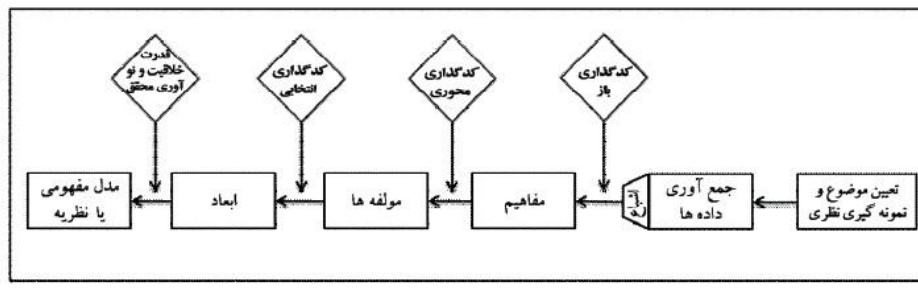 قدرت
خلاقیت و نو
آوری محقق
کدگذاری
انتخابی
کدگذاری
محوری
کدگذاری
باز
تعیین موضوع و
نمونه گیری نظری
جمع آوری
داده ها
اشباع
مفاهیم
مولفه ها
ابعاد
مدل مفهومی
یا نظریه